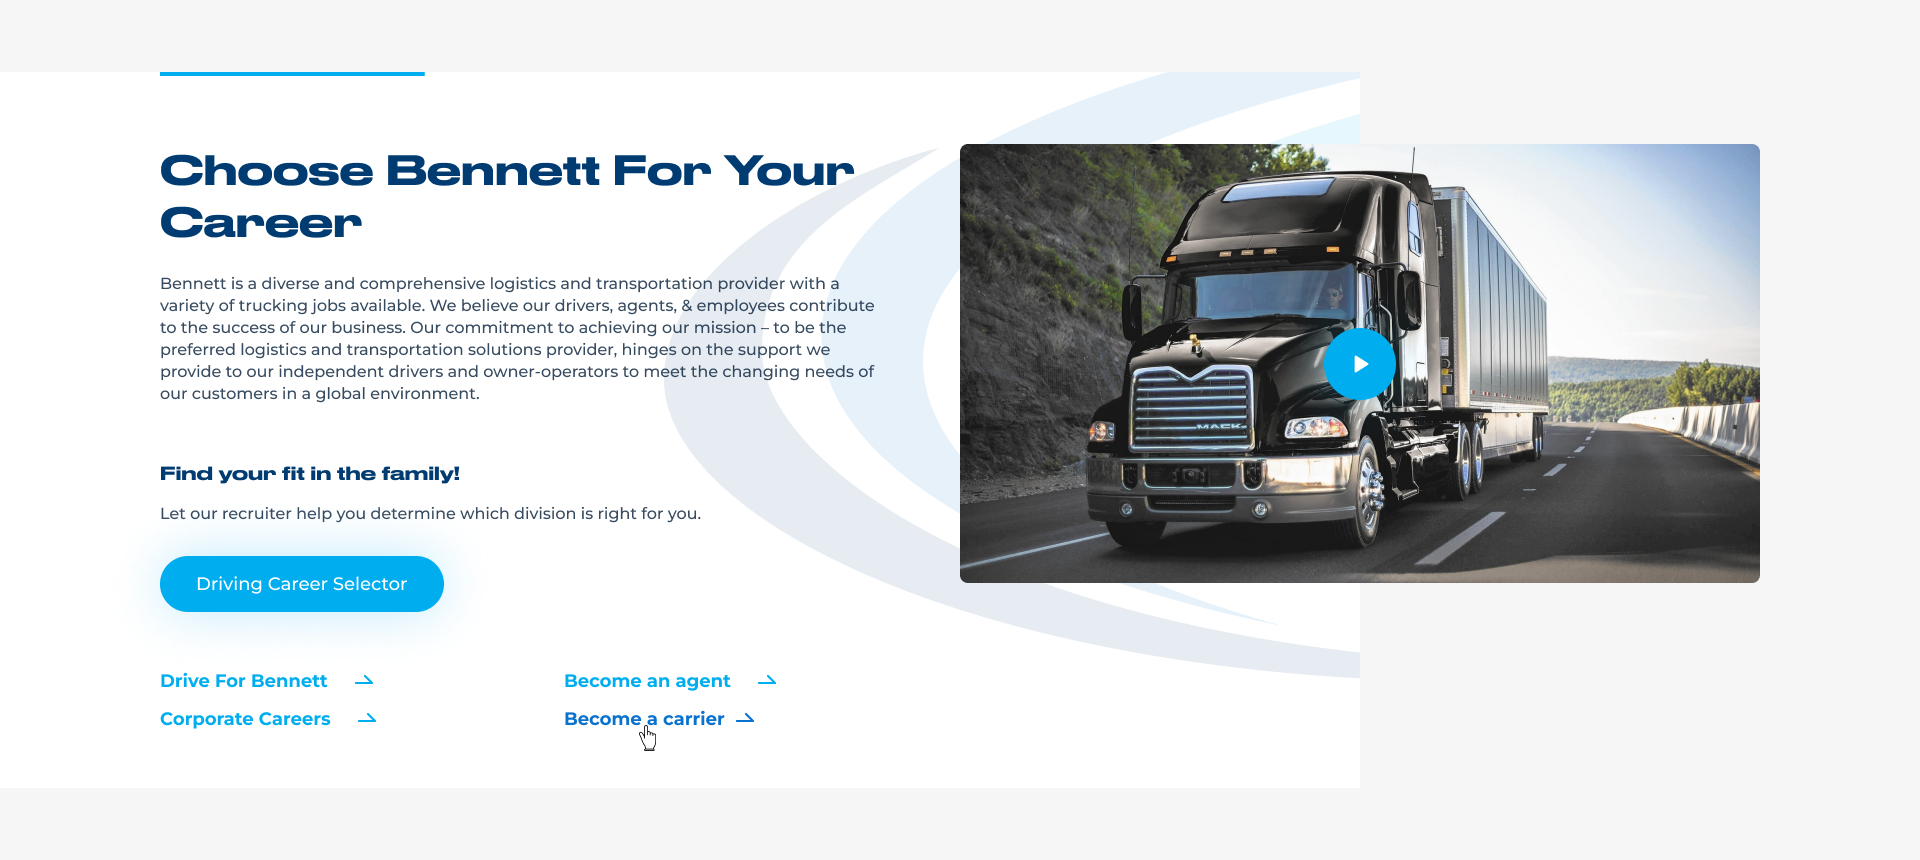 Choose Bennett For Your
Career
Bennett is a diverse and comprehensive logistics and transportation provider with a
variety of trucking jobs available. We believe our drivers, agents, & employees contribute
to the success of our business. Our commitment to achieving our mission – to be the
preferred logistics and transportation solutions provider, hinges on the support we
provide to our independent drivers and owner-operators to meet the changing needs of
our customers in a global environment.
MACK
Find your fit in the family!
Let our recruiter help you determine which division is right for you.
Driving Career Selector
Drive For Bennett
Become an agent
Corporate Careers
Become a carrier